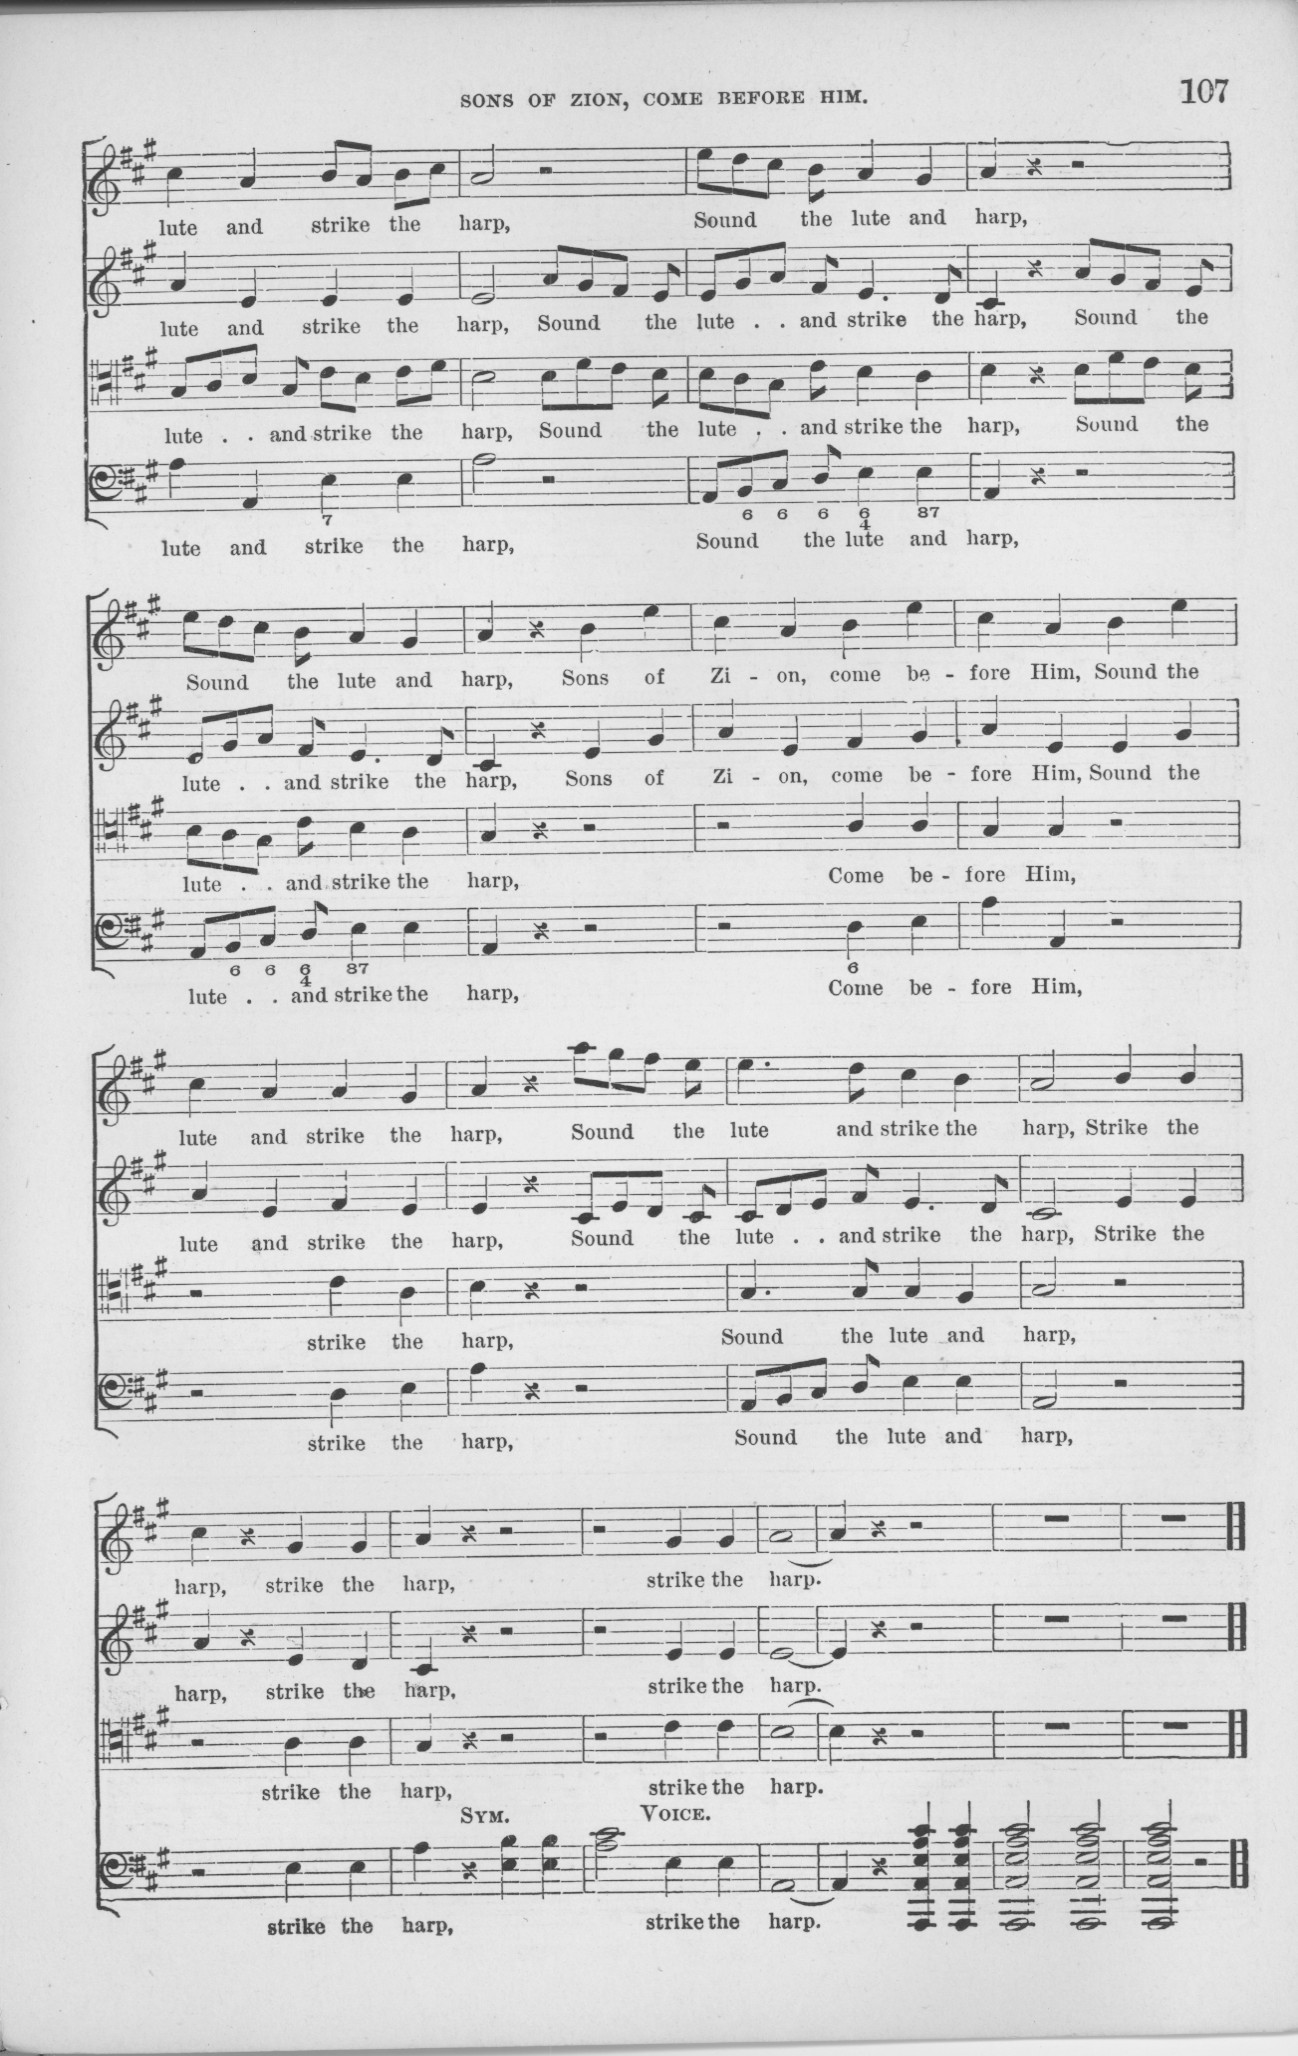 SONS OF ZION, COME BEFORE HIM.
107
lute and strike the harp, Sound the lute and harp,
lute and strike the harp, Sound the lute . . and strike the harp, Sound the
lute . . and strike the harp, Sound the lute . . and strike the harp, Sound the
7 6 6 6 6 4 87
lute and strike the harp, Sound the lute and harp,
Sound the lute and harp, Sons of Zi - on, come be - fore Him, Sound the
lute . . and strike the harp, Sons of Zi - on, come be - fore Him, Sound the
lute . . and strike the harp, Come be - fore Him,
6 6 6 4 87 6
lute . . and strike the harp, Come be - fore Him,
lute and strike the harp, Sound the lute and strike the harp, Strike the
lute and strike the harp, Sound the lute . . and strike the harp, Strike the
strike the harp, Sound the lute and harp,
strike the harp, Sound the lute and harp,
harp, strike the harp, strike the harp.
harp, strike the harp, strike the harp.
strike the harp, strike the harp.
SYM. VOICE.
strike the harp, strike the harp.